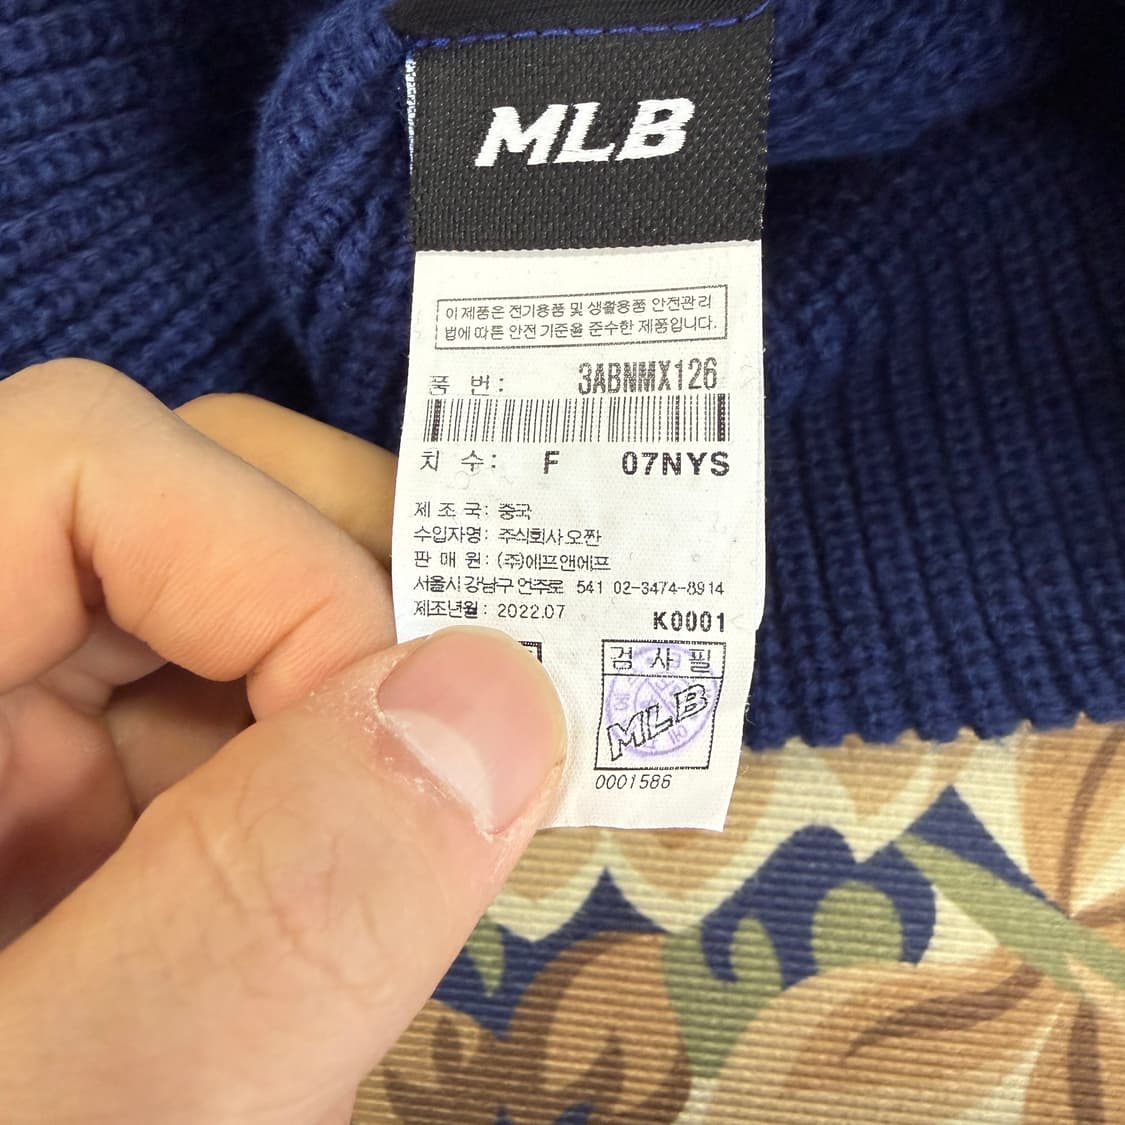 MLB
이 제품은 전기용품 및 생활용품 안전관리
법에 따른 안전 기준을 준수한 제품입니다.
품 번: 3ABNMX126
치 수: F 07NYS
제 조 국: 중국
수입자명: 주식회사 오짠
판 매 원: (주)에프앤에프
서울시 강남구 언주로 541 02-3474-8914
제조년월: 2022.07
K0001
검 사 필
MLB
0001586